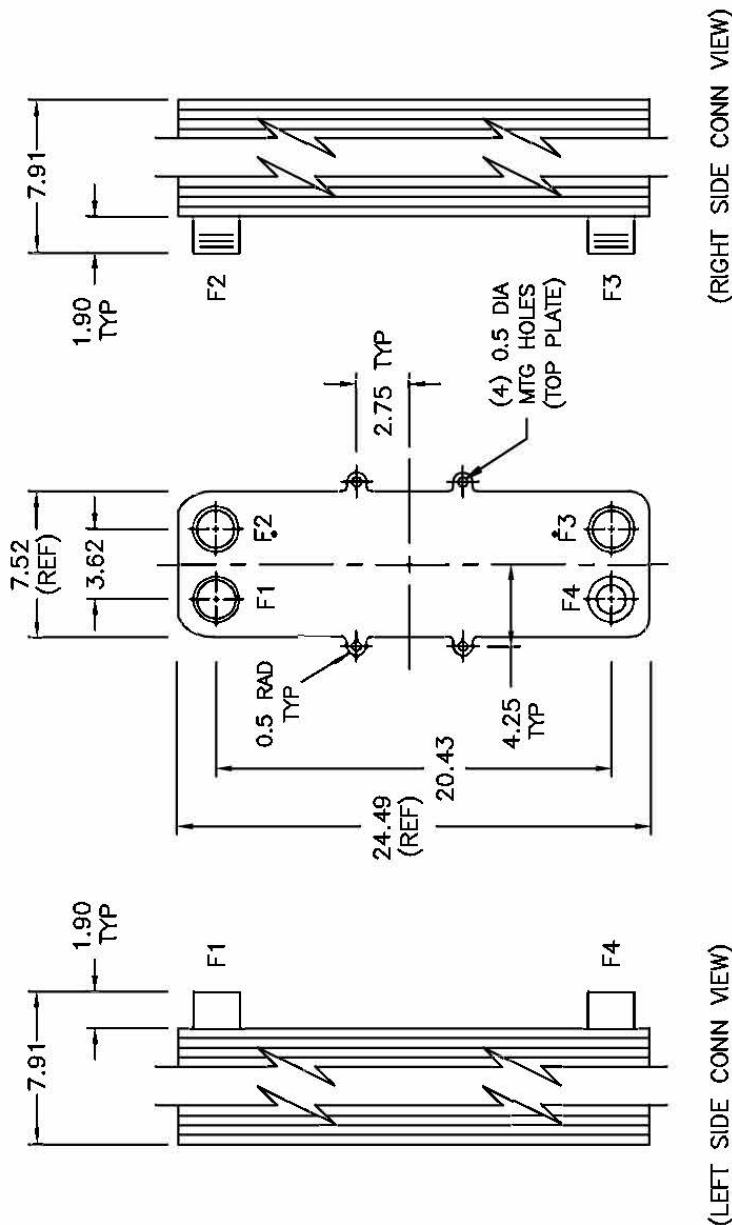 7.91
1.90
TYP
F1
F4
(LEFT SIDE CONN VIEW)
7.52
(REF)
3.62
F1
F2
0.5 RAD
TYP
2.75 TYP
24.49
(REF)
20.43
4.25
TYP
F4
F3
(4) 0.5 DIA
MTG HOLES
(TOP PLATE)
7.91
1.90
TYP
F2
F3
(RIGHT SIDE CONN VIEW)